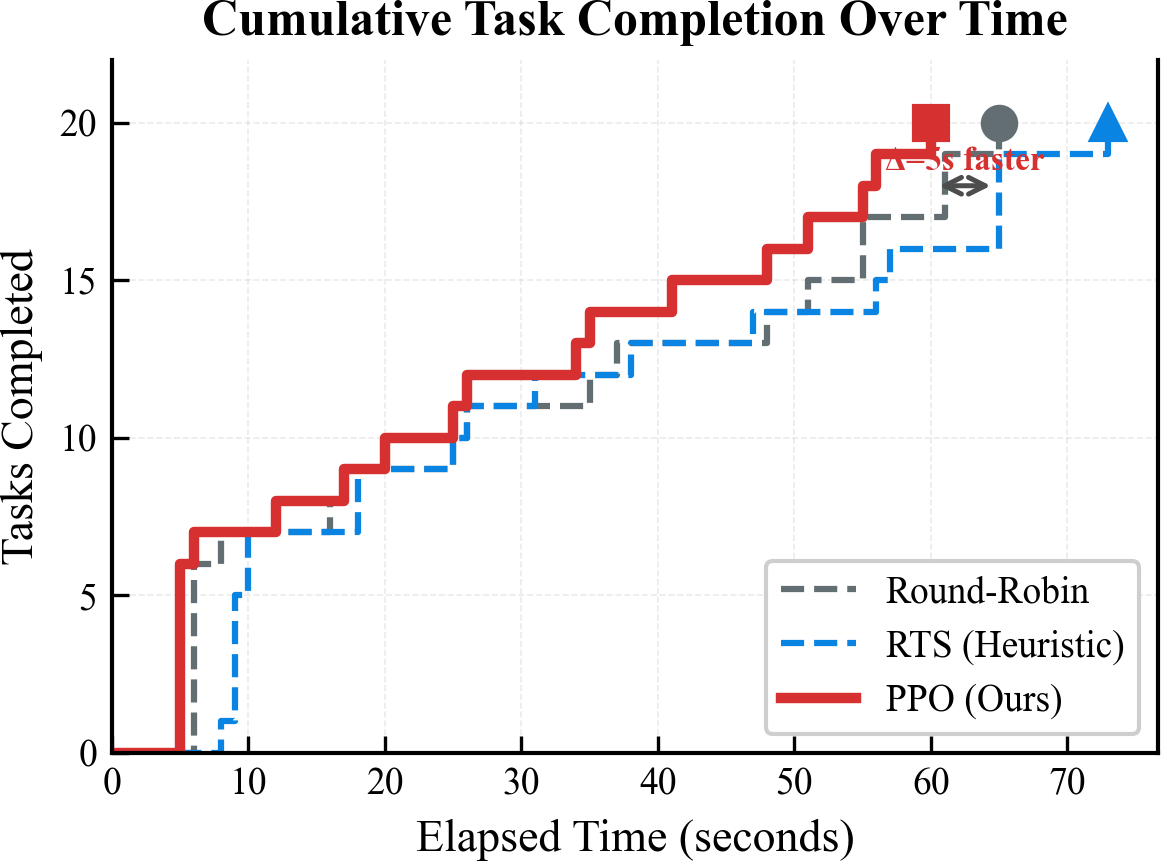 Cumulative Task Completion Over Time
20
15
10
5
0
Tasks Completed
Δ=5s faster
Round-Robin
RTS (Heuristic)
PPO (Ours)
0 10 20 30 40 50 60 70
Elapsed Time (seconds)